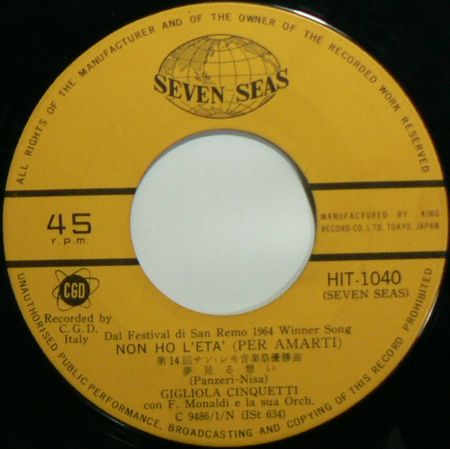 ALL RIGHTS OF THE MANUFACTURER AND OF THE OWNER OF THE RECORDED WORK RESERVED
SEVEN SEAS
45
r.p.m.
MANUFACTURED BY KING
RECORD CO., LTD. TOKYO, JAPAN
CGD
Recorded by
C. G. D.
Italy
HIT-1040
(SEVEN SEAS)
Dal Festival di San Remo 1964 Winner Song
NON HO L'ETA' (PER AMARTI)
第14回サン・レモ音楽祭優勝曲
夢見る想い
(Panzeri-Nisa)
GIGLIOLA CINQUETTI
con F. Monaldi e la sua Orch.
C 9486/1/N (ISt 634)
UNAUTHORISED PUBLIC PERFORMANCE, BROADCASTING AND COPYING OF THIS RECORD PROHIBITED